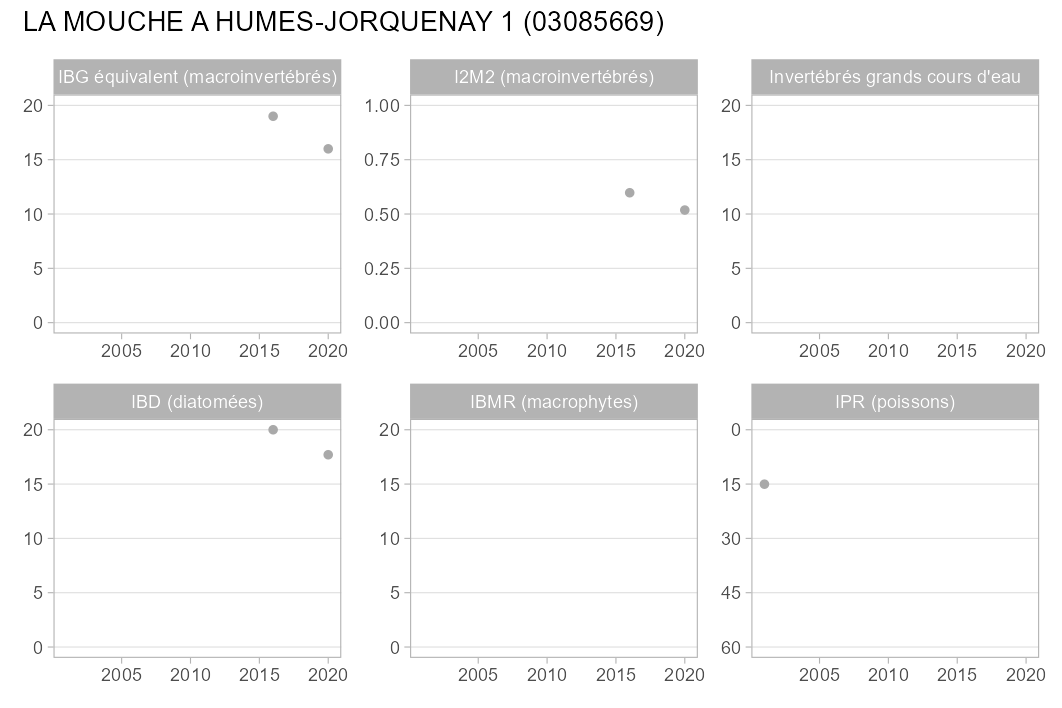 LA MOUCHE A HUMES-JORQUENAY 1 (03085669)
IBG équivalent (macroinvertébrés) I2M2 (macroinvertébrés) Invertébrés grands cours d'eau
20 1.00 20
15 0.75 15
10 0.50 10
5 0.25 5
0 0.00 0
2005 2010 2015 2020 2005 2010 2015 2020 2005 2010 2015 2020
IBD (diatomées) IBMR (macrophytes) IPR (poissons)
20 20 0
15 15 15
10 10 30
5 5 45
0 0 60
2005 2010 2015 2020 2005 2010 2015 2020 2005 2010 2015 2020